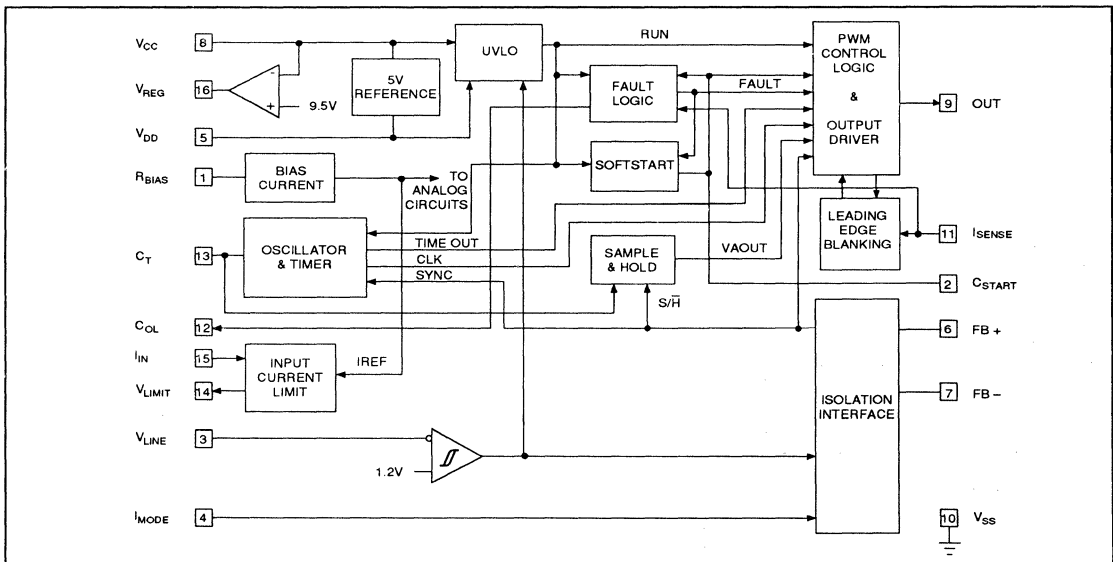 VCC 8
VREG 16
VDD 5
RBIAS 1
CT 13
COL 12
IIN 15
VLIMIT 14
VLINE 3
IMODE 4
- 
+ 9.5V
5V
REFERENCE
UVLO
RUN
FAULT
LOGIC
FAULT
SOFTSTART
PWM
CONTROL
LOGIC
&
OUTPUT
DRIVER
9 OUT
BIAS
CURRENT
TO
ANALOG
CIRCUITS
OSCILLATOR
& TIMER
TIME OUT
CLK
SYNC
SAMPLE
& HOLD
VAOUT
S/H̅
LEADING
EDGE
BLANKING
11 ISENSE
2 CSTART
6 FB +
7 FB –
INPUT
CURRENT
LIMIT
IREF
1.2V
ISOLATION
INTERFACE
10 VSS